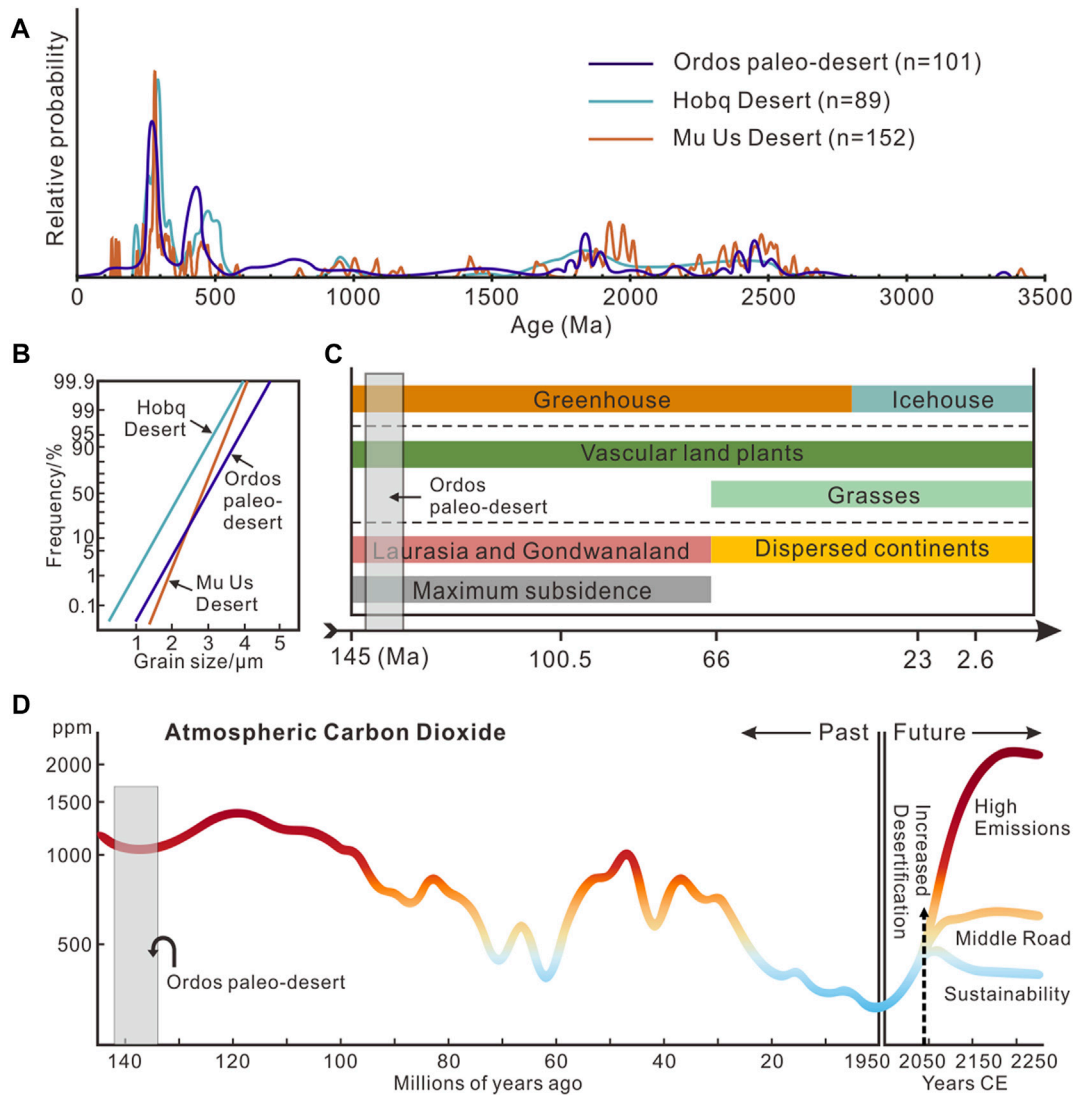 A
Relative probability
Ordos paleo-desert (n=101)
Hobq Desert (n=89)
Mu Us Desert (n=152)
0
500
1000
1500
2000
2500
3000
3500
Age (Ma)
B
Frequency/%
99.9
99
95
90
50
10
5
1
0.1
Hobq
Desert
Ordos
paleo-
desert
Mu Us
Desert
1
2
3
4
5
Grain size/μm
C
Greenhouse
Icehouse
Vascular land plants
Ordos
paleo-desert
Grasses
Laurasia and Gondwanaland
Dispersed continents
Maximum subsidence
145 (Ma)
100.5
66
23
2.6
D
ppm
Atmospheric Carbon Dioxide
Past
Future
2000
1500
1000
500
Increased
Desertification
High
Emissions
Middle Road
Sustainability
Ordos paleo-desert
140
120
100
80
60
40
20
1950
2050
2150
2250
Millions of years ago
Years CE